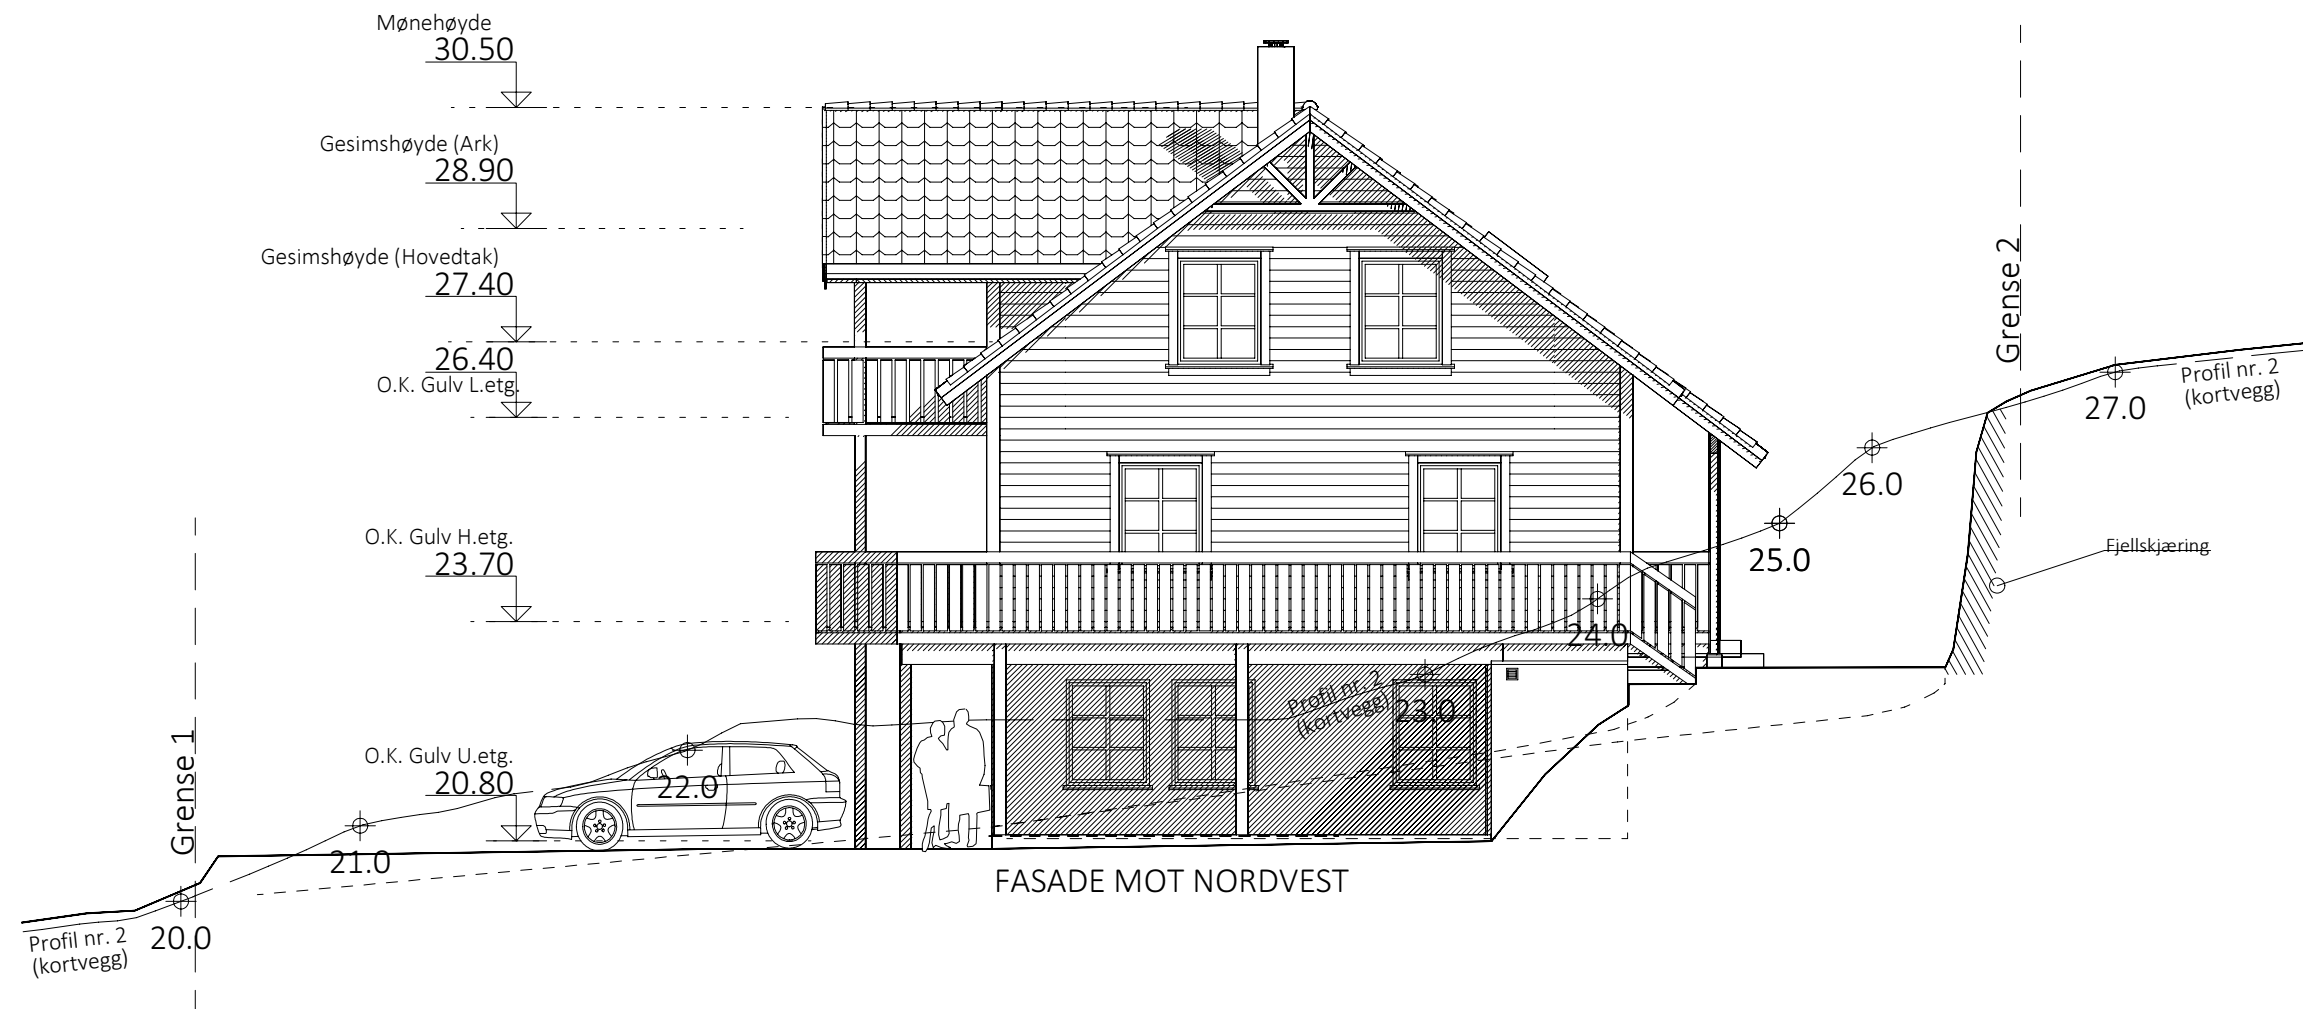 Mønehøyde
30.50
Gesimshøyde (Ark)
28.90
Gesimshøyde (Hovedtak)
27.40
26.40
O.K. Gulv L.etg.
O.K. Gulv H.etg.
23.70
O.K. Gulv U.etg.
20.80
Grense 1
Grense 2
Profil nr. 2
(kortvegg)
27.0
26.0
25.0
Fjellskjæring
24.0
Profil nr. 2
(kortvegg)
23.0
22.0
21.0
20.0
Profil nr. 2
(kortvegg)
FASADE MOT NORDVEST